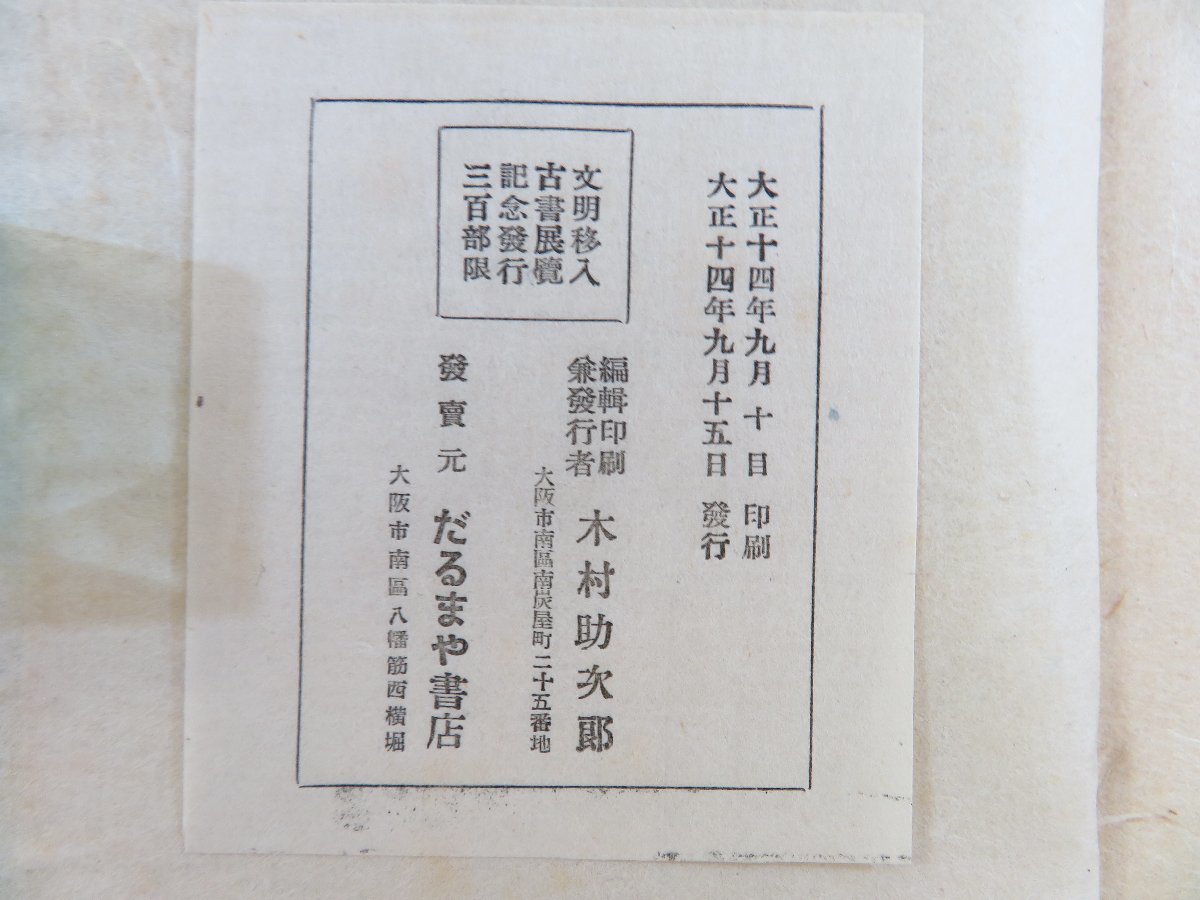 大正十四年九月十日印刷
大正十四年九月十五日發行
文明移入
古書展覽
記念發行
三百部限
編輯印刷
兼發行者
木村助次郞
大阪市南區南炭屋町二十五番地
發賣元
だるまや書店
大阪市南區八幡筋西橫堀